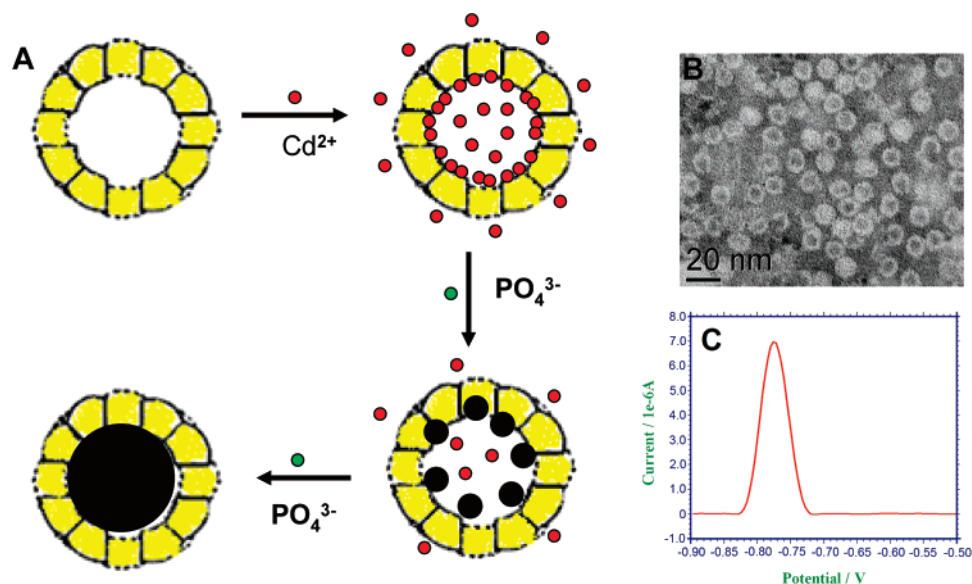 A
Cd²⁺
PO₄³⁻
PO₄³⁻
B
20 nm
C
8.0
7.0
6.0
5.0
4.0
3.0
2.0
1.0
0
-1.0
Current / 1e-6A
-0.90 -0.80 -0.75 -0.70 -0.65 -0.60 -0.55 -0.50
Potential / V